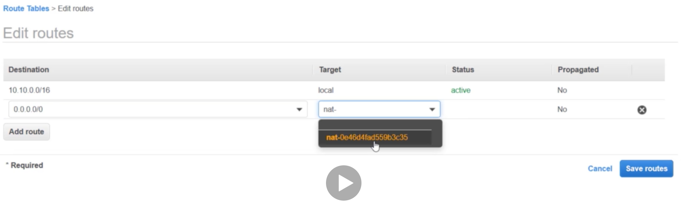 Route Tables > Edit routes
Edit routes
Destination Target Status Propagated
10.10.0.0/16 local active No
0.0.0.0/0 nat- No
nat-0e46d4fad559b3c35
Add route
* Required
Cancel Save routes